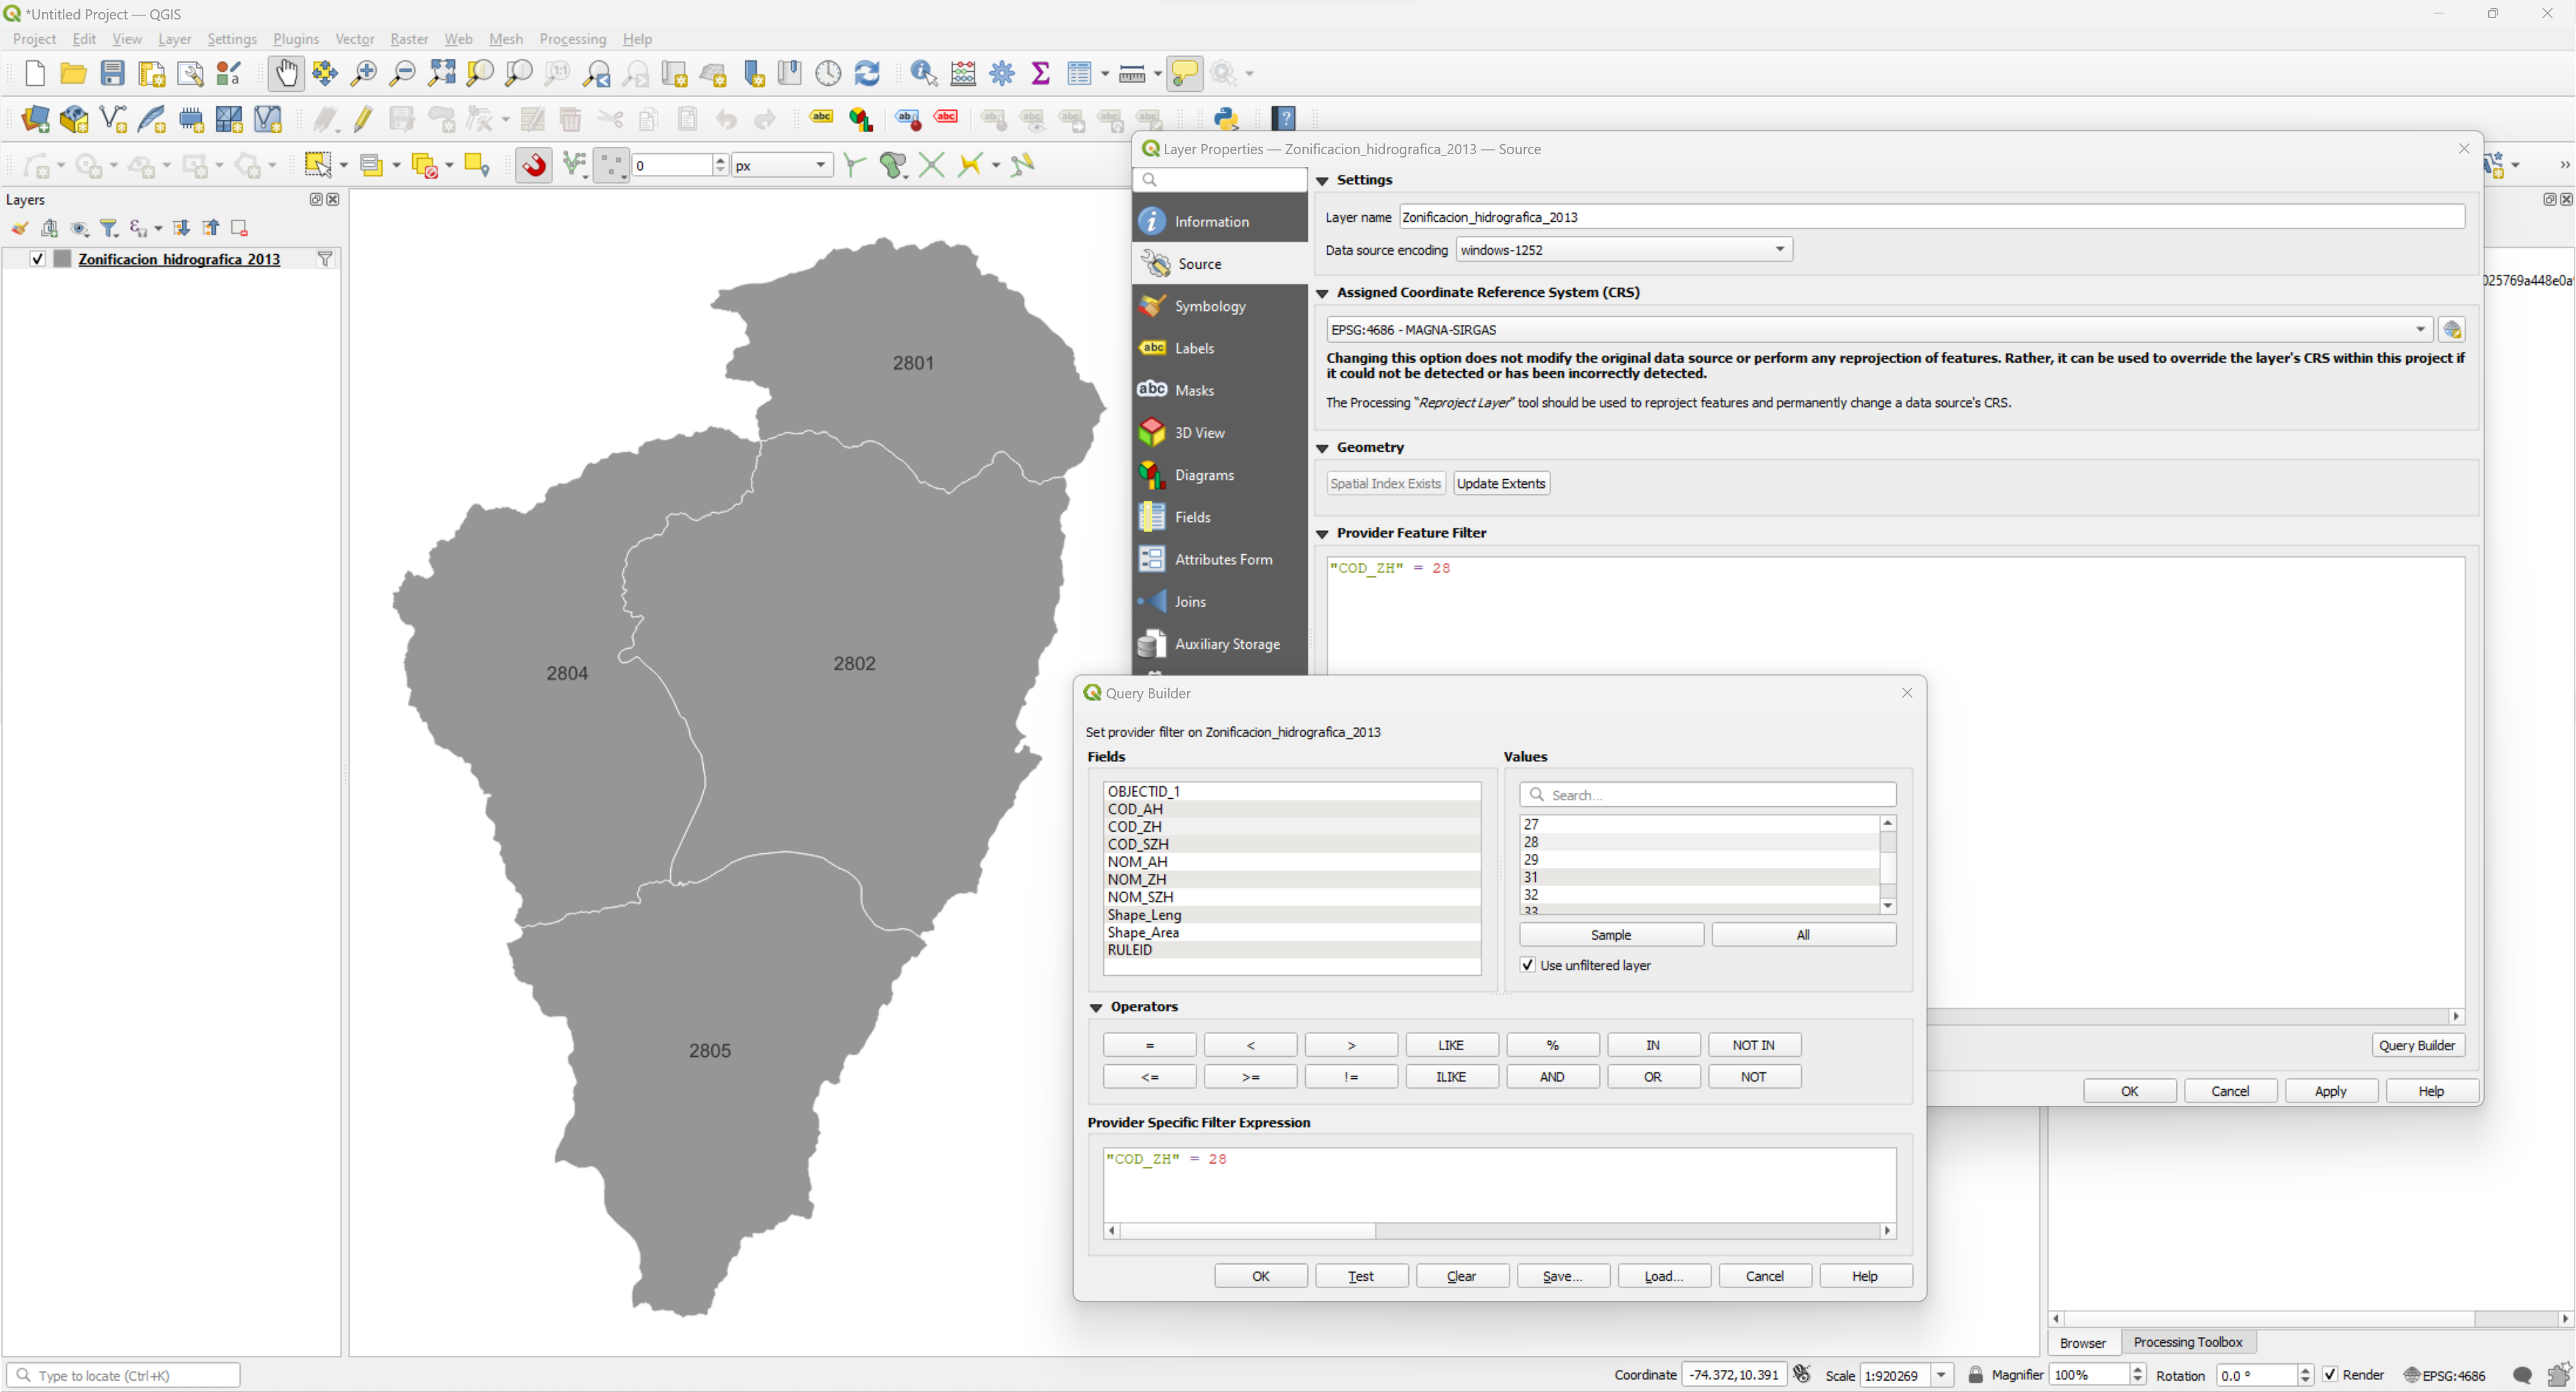 *Untitled Project — QGIS
Project Edit View Layer Settings Plugins Vector Raster Web Mesh Processing Help
0 px
Layers
Zonificacion_hidrografica_2013
2801
2804
2802
2805
Layer Properties — Zonificacion_hidrografica_2013 — Source
Information
Source
Symbology
Labels
Masks
3D View
Diagrams
Fields
Attributes Form
Joins
Auxiliary Storage
Settings
Layer name Zonificacion_hidrografica_2013
Data source encoding windows-1252
Assigned Coordinate Reference System (CRS)
EPSG:4686 - MAGNA-SIRGAS
Changing this option does not modify the original data source or perform any reprojection of features. Rather, it can be used to override the layer's CRS within this project if
it could not be detected or has been incorrectly detected.
The Processing "Reproject Layer" tool should be used to reproject features and permanently change a data source's CRS.
Geometry
Spatial Index Exists Update Extents
Provider Feature Filter
"COD_ZH" = 28
Query Builder
OK Cancel Apply Help
Query Builder
Set provider filter on Zonificacion_hidrografica_2013
Fields
OBJECTID_1
COD_AH
COD_ZH
COD_SZH
NOM_AH
NOM_ZH
NOM_SZH
Shape_Leng
Shape_Area
RULEID
Values
Search...
27
28
29
31
32
33
Sample All
Use unfiltered layer
Operators
= < > LIKE % IN NOT IN
<= >= != ILIKE AND OR NOT
Provider Specific Filter Expression
"COD_ZH" = 28
OK Test Clear Save... Load... Cancel Help
Browser Processing Toolbox
Type to locate (Ctrl+K)
Coordinate -74.372,10.391 Scale 1:920269 Magnifier 100% Rotation 0.0 ° Render EPSG:4686